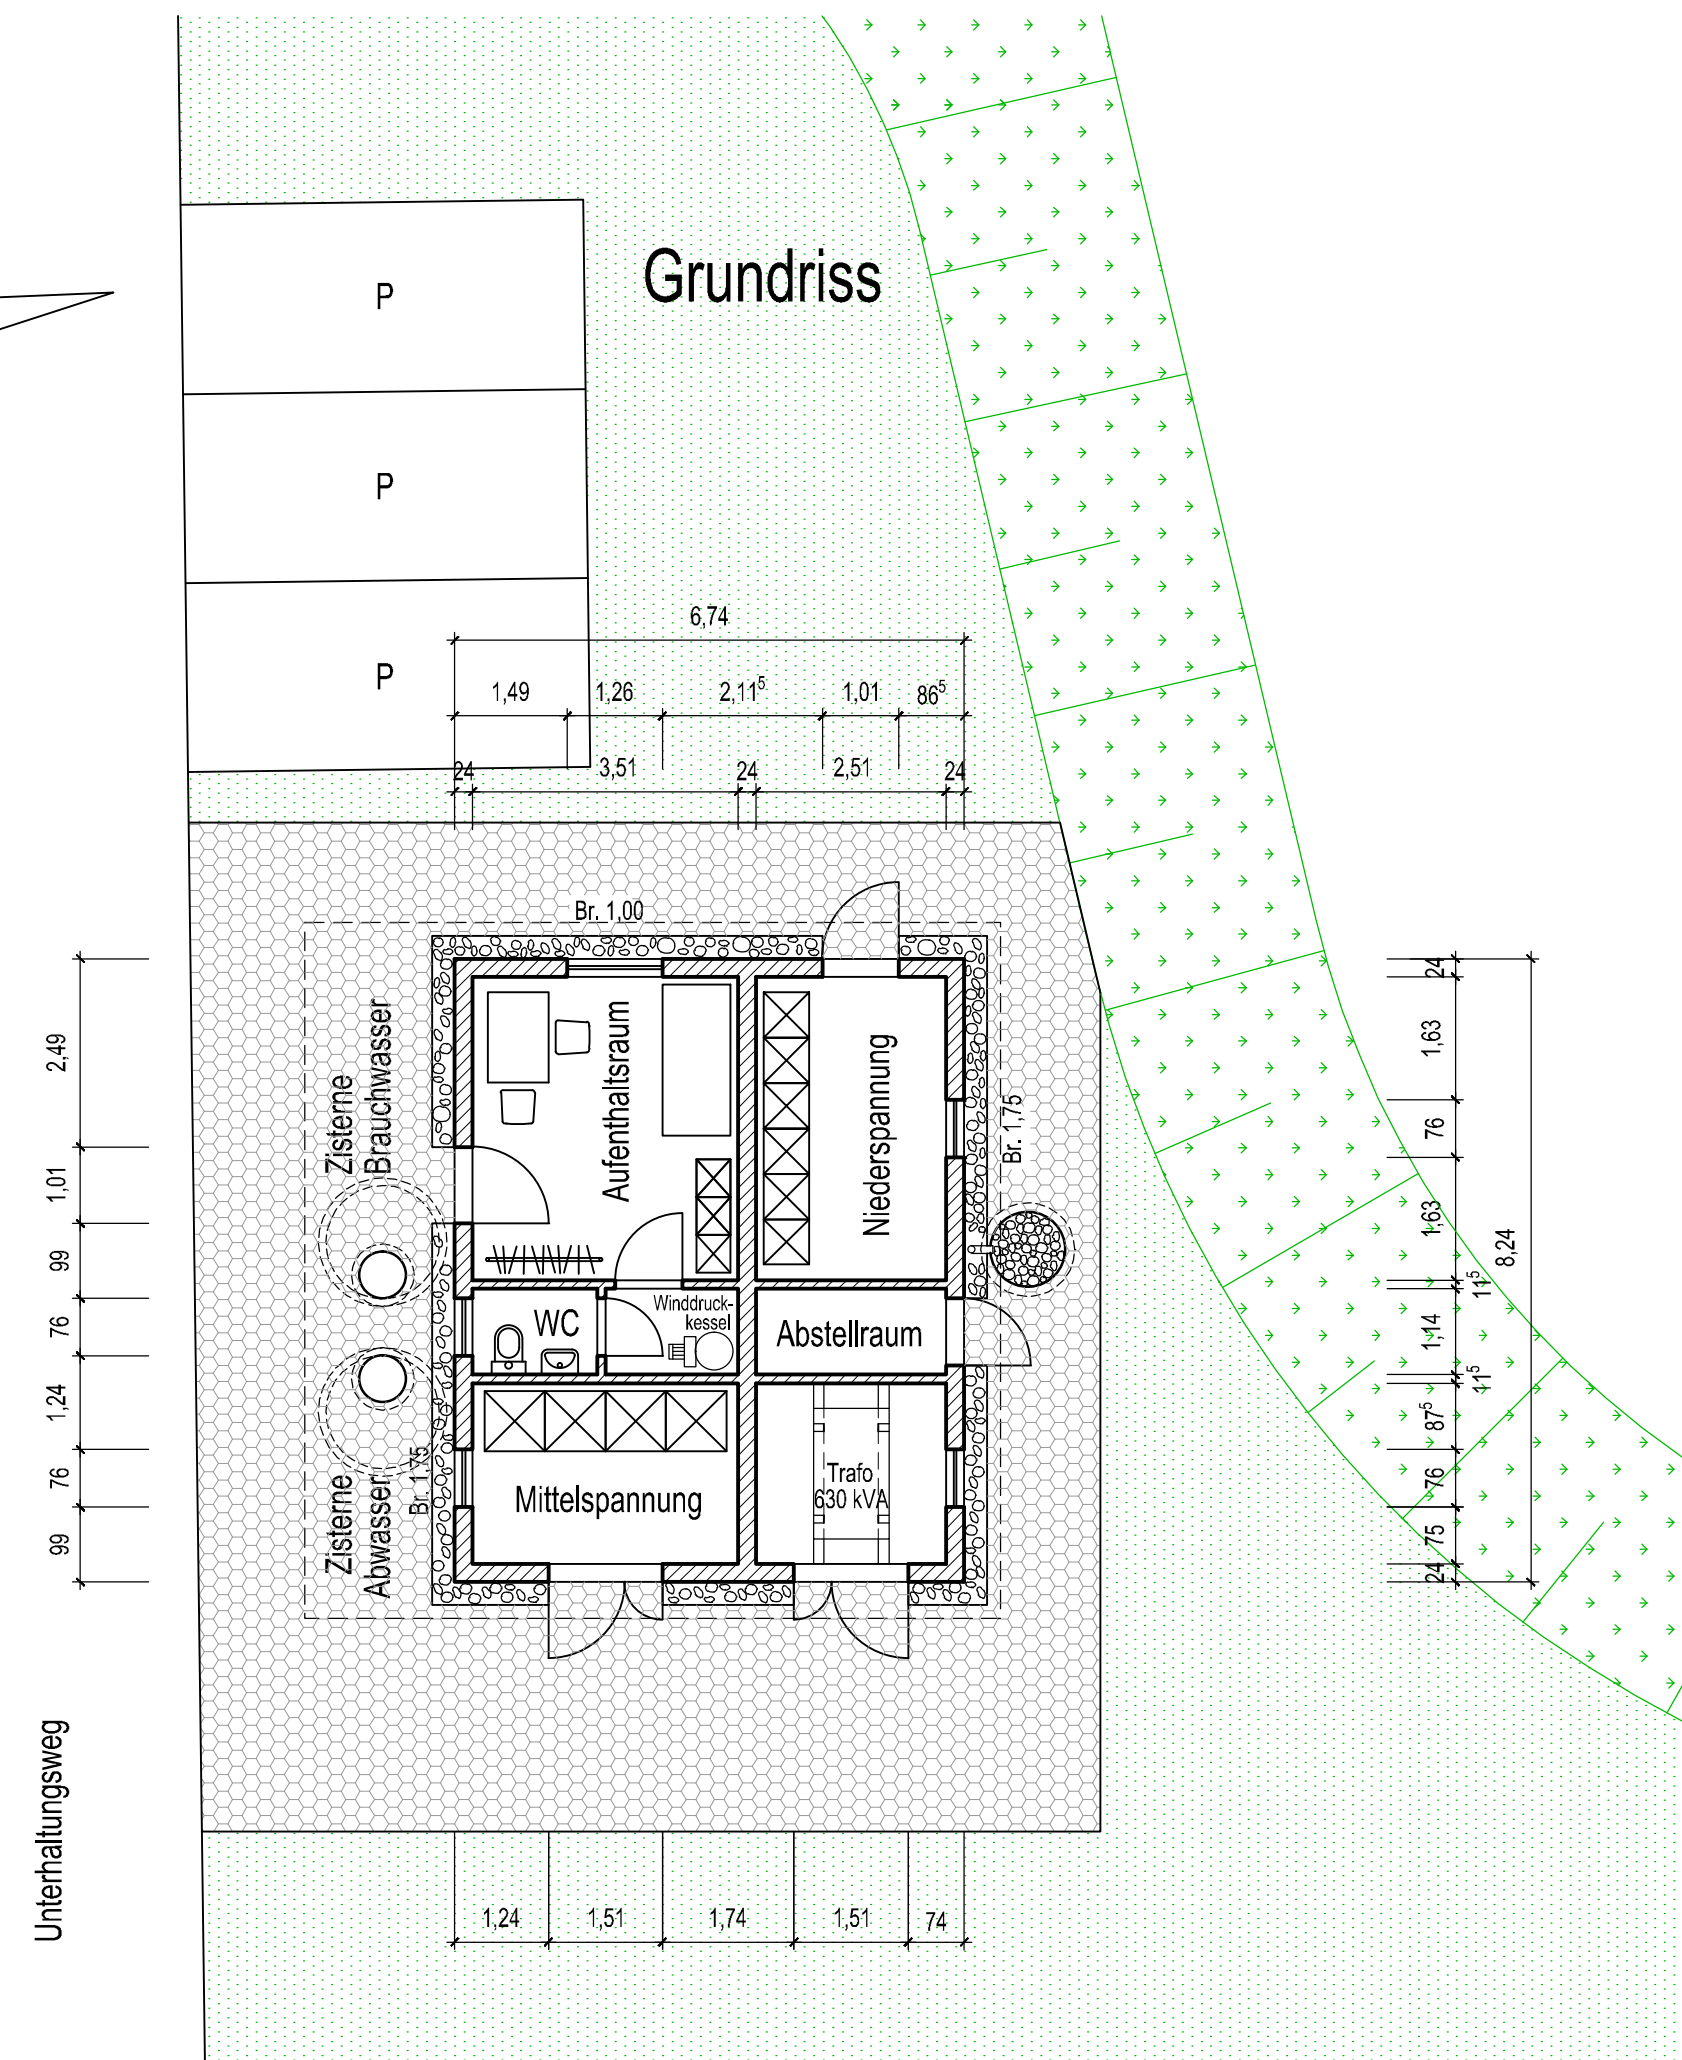 Grundriss
P
P
P
6,74
1,49
1,26
2,11⁵
1,01
86⁵
24
3,51
24
2,51
24
Br. 1,00
2,49
1,01
99
76
1,24
76
99
Zisterne
Brauchwasser
Aufenthaltsraum
Niederspannung
Br. 1,75
WC
Winddruck-
kessel
Abstellraum
Zisterne
Abwasser
Br. 1,75
Mittelspannung
Trafo
630 kVA
24
1,63
76
1,63
11⁵
1,14
11⁵
87⁵
76
75
24
8,24
Unterhaltungsweg
1,24
1,51
1,74
1,51
74